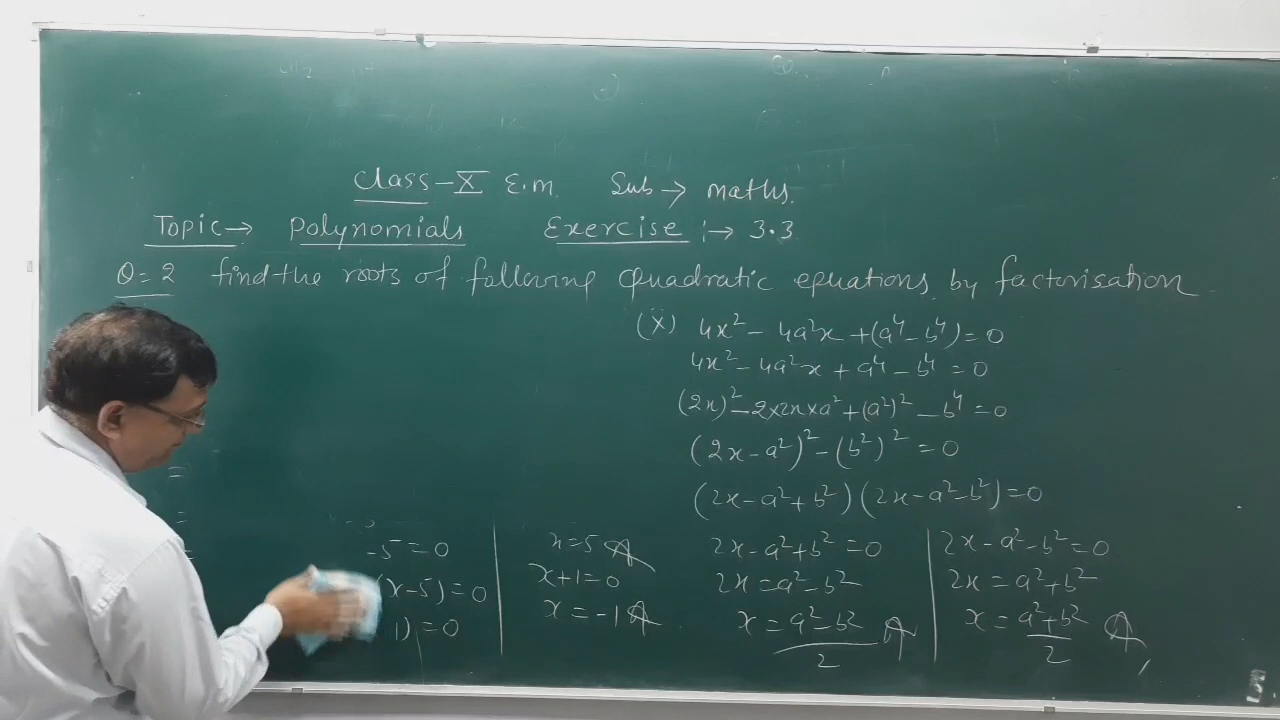 Class-X E.m. Sub → maths.
Topic → Polynomials Exercise :→ 3.3
Q=2 find the roots of following Quadratic equations by factorisation
(X) 4x² - 4a²x + (a⁴ - b⁴) = 0
4x² - 4a²x + a⁴ - b⁴ = 0
(2x)² - 2×2x×a² + (a²)² - b⁴ = 0
(2x - a²)² - (b²)² = 0
(2x - a² + b²)(2x - a² - b²) = 0
=
=
=
-5 = 0
(x-5) = 0
1) = 0
x = 5 A
x+1 = 0
x = -1 A
2x - a² + b² = 0
2x = a² - b²
x = a² - b²
2 A
2x - a² - b² = 0
2x = a² + b²
x = a² + b²
2 A